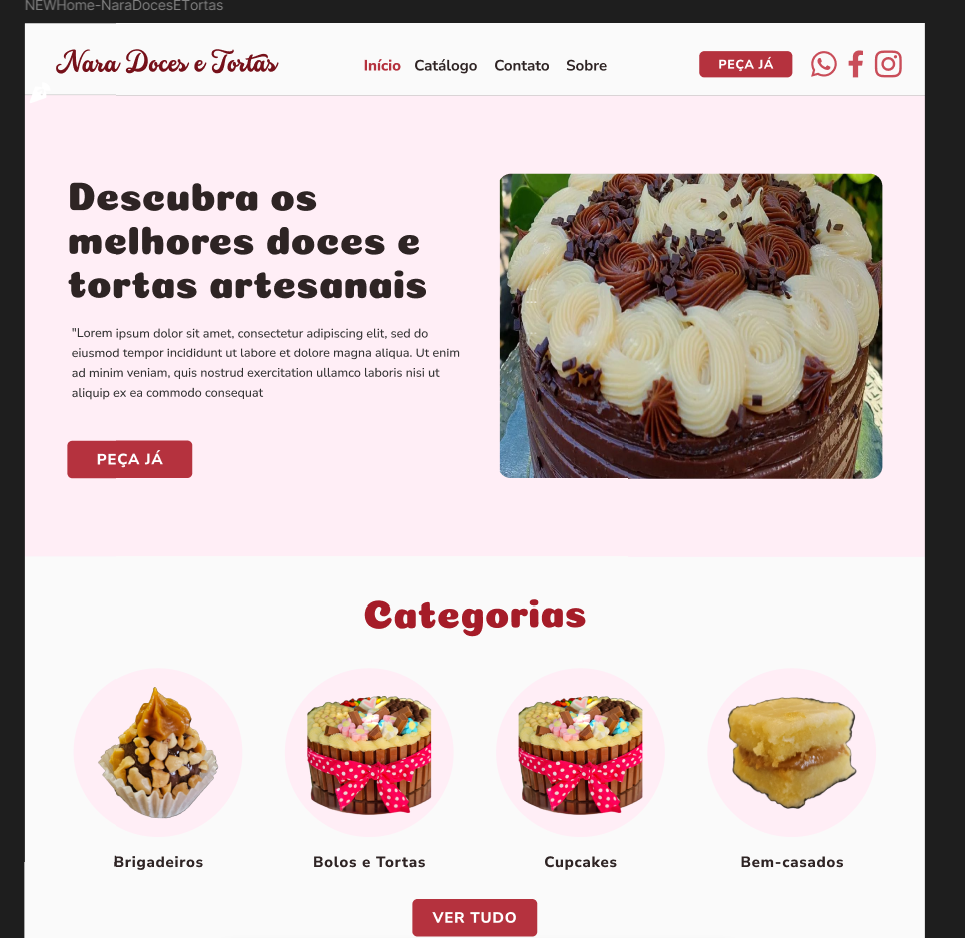 NEWHome-NaraDocesETortas
Nara Doces e Tortas
Início Catálogo Contato Sobre
PEÇA JÁ
Descubra os
melhores doces e
tortas artesanais
"Lorem ipsum dolor sit amet, consectetur adipiscing elit, sed do
eiusmod tempor incididunt ut labore et dolore magna aliqua. Ut enim
ad minim veniam, quis nostrud exercitation ullamco laboris nisi ut
aliquip ex ea commodo consequat
PEÇA JÁ
Categorias
Brigadeiros
Bolos e Tortas
Cupcakes
Bem-casados
VER TUDO